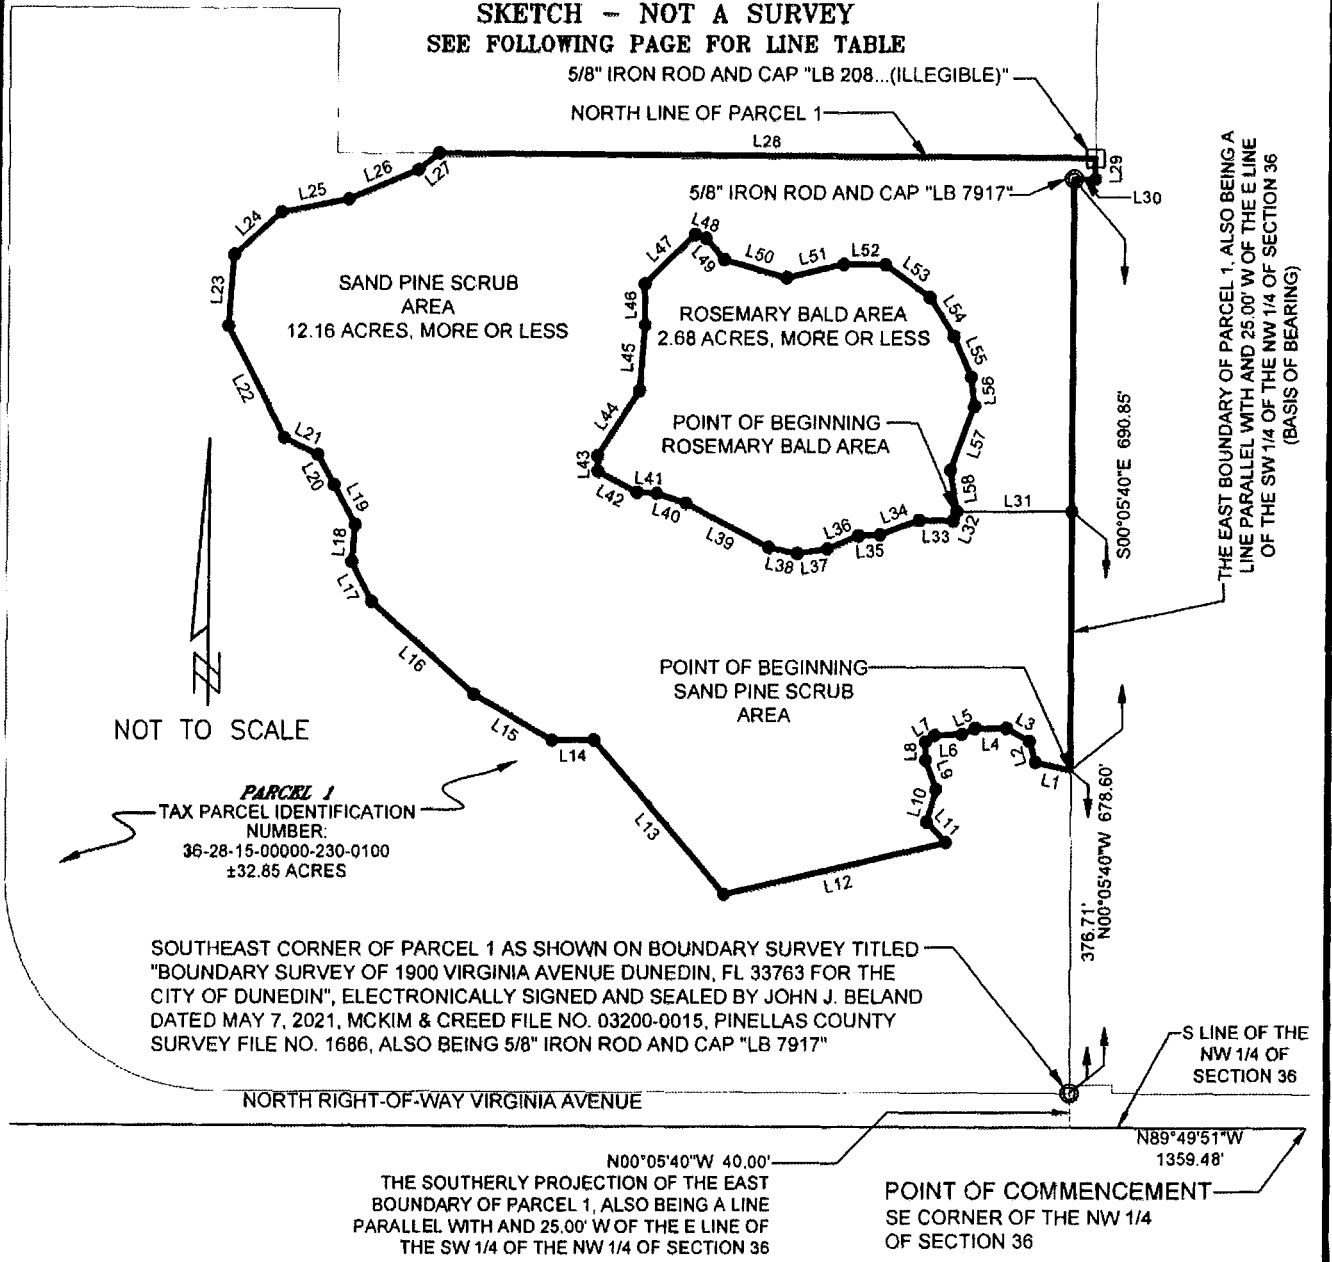 SKETCH - NOT A SURVEY
SEE FOLLOWING PAGE FOR LINE TABLE
5/8" IRON ROD AND CAP "LB 208...(ILLEGIBLE)"
NORTH LINE OF PARCEL 1
L28
L29
L27
L26
L25
L24
L23
L22
L21
L20
L19
L18
L17
L16
L15
L14
L13
L12
L11
L10
L9
L8
L7
L6
L5
L4
L3
L2
L1
5/8" IRON ROD AND CAP "LB 7917"
L30
SAND PINE SCRUB
AREA
12.16 ACRES, MORE OR LESS
L47
L48
L49
L50
L51
L52
L53
L54
L55
L56
L57
L58
L46
L45
L44
L43
L42
L41
L40
L39
L38
L37
L36
L35
L34
L33
L32
L31
ROSEMARY BALD AREA
2.68 ACRES, MORE OR LESS
POINT OF BEGINNING
ROSEMARY BALD AREA
S00°05'40"E 690.85'
THE EAST BOUNDARY OF PARCEL 1, ALSO BEING A
LINE PARALLEL WITH AND 25.00' W OF THE E LINE
OF THE SW 1/4 OF THE NW 1/4 OF SECTION 36
(BASIS OF BEARING)
POINT OF BEGINNING
SAND PINE SCRUB
AREA
N
NOT TO SCALE
PARCEL 1
TAX PARCEL IDENTIFICATION
NUMBER:
36-28-15-00000-230-0100
±32.85 ACRES
376.71'
N00°05'40"W 678.60'
SOUTHEAST CORNER OF PARCEL 1 AS SHOWN ON BOUNDARY SURVEY TITLED
"BOUNDARY SURVEY OF 1900 VIRGINIA AVENUE DUNEDIN, FL 33763 FOR THE
CITY OF DUNEDIN", ELECTRONICALLY SIGNED AND SEALED BY JOHN J. BELAND
DATED MAY 7, 2021, MCKIM & CREED FILE NO. 03200-0015, PINELLAS COUNTY
SURVEY FILE NO. 1686, ALSO BEING 5/8" IRON ROD AND CAP "LB 7917"
S LINE OF THE
NW 1/4 OF
SECTION 36
NORTH RIGHT-OF-WAY VIRGINIA AVENUE
N89°49'51"W
1359.48'
N00°05'40"W 40.00'
THE SOUTHERLY PROJECTION OF THE EAST
BOUNDARY OF PARCEL 1, ALSO BEING A LINE
PARALLEL WITH AND 25.00' W OF THE E LINE OF
THE SW 1/4 OF THE NW 1/4 OF SECTION 36
POINT OF COMMENCEMENT
SE CORNER OF THE NW 1/4
OF SECTION 36